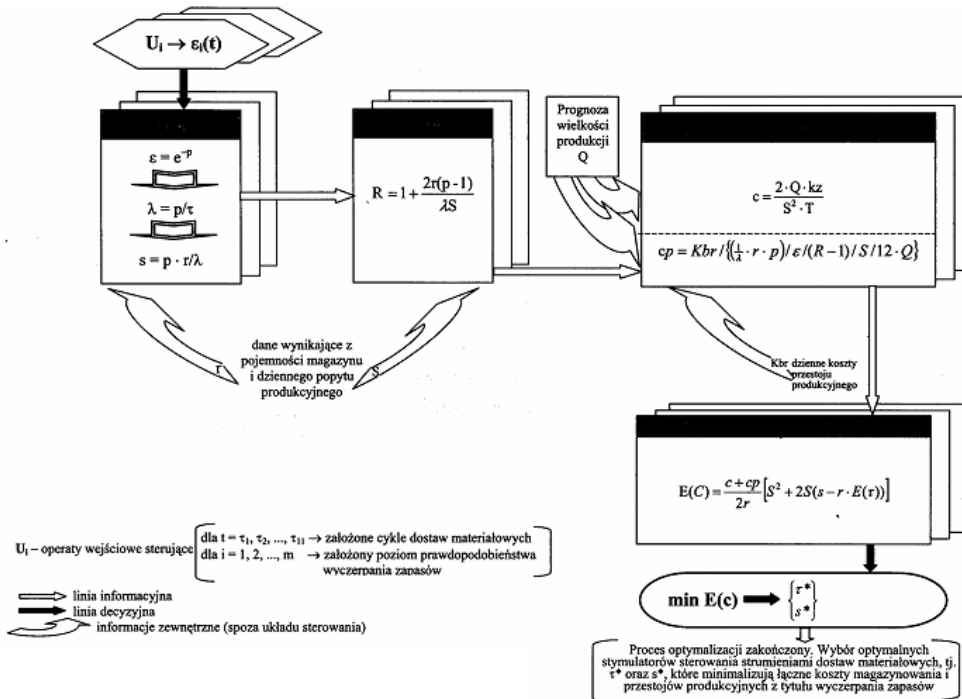 Uᵢ → εᵢ(t)
ε = e⁻ᵖ
λ = p/τ
s = p · r/λ
R = 1 + 2r(p - 1) / λS
Prognoza
wielkości
produkcji
Q
c = 2 · Q · kz / S² · T
cp = Kbr / {(1/λ · r · p) / ε / (R − 1) / S / 12 · Q}
r
dane wynikające z
pojemności magazynu
i dziennego popytu
produkcyjnego
S
Kbr dzienne koszty
przestoju
produkcyjnego
E(C) = c + cp / 2r [S² + 2S(s − r · E(τ))]
Uᵢ – operaty wejściowe sterujące
dla t = τ₁, τ₂, ..., τ₁₁ → założone cykle dostaw materiałowych
dla i = 1, 2, ..., m → założony poziom prawdopodobieństwa
wyczerpania zapasów
linia informacyjna
linia decyzyjna
informacje zewnętrzne (spoza układu sterowania)
min E(c) → {τ* s*}
Proces optymalizacji zakończony. Wybór optymalnych
stymulatorów sterowania strumieniami dostaw materiałowych, tj.
τ* oraz s*, które minimalizują łączne koszty magazynowania i
przestojów produkcyjnych z tytułu wyczerpania zapasów